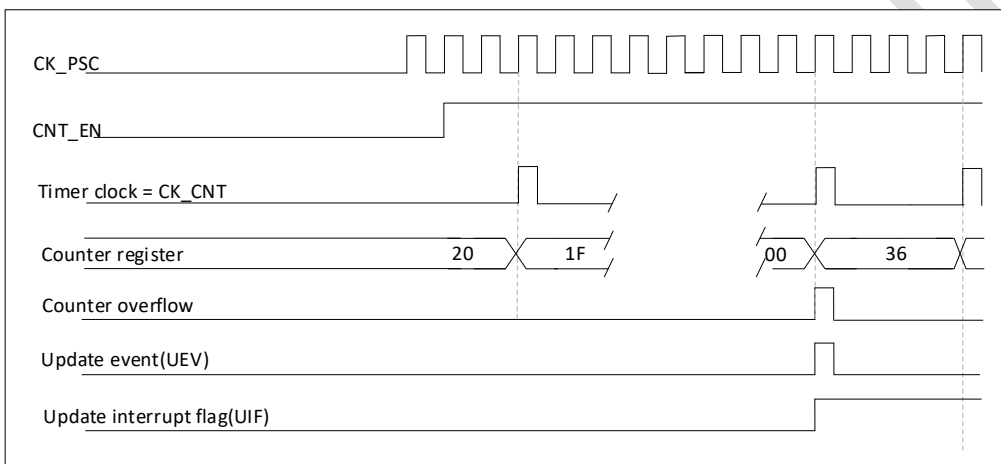 CK_PSC
CNT_EN
Timer clock = CK_CNT
Counter register 20 1F 00 36
Counter overflow
Update event(UEV)
Update interrupt flag(UIF)